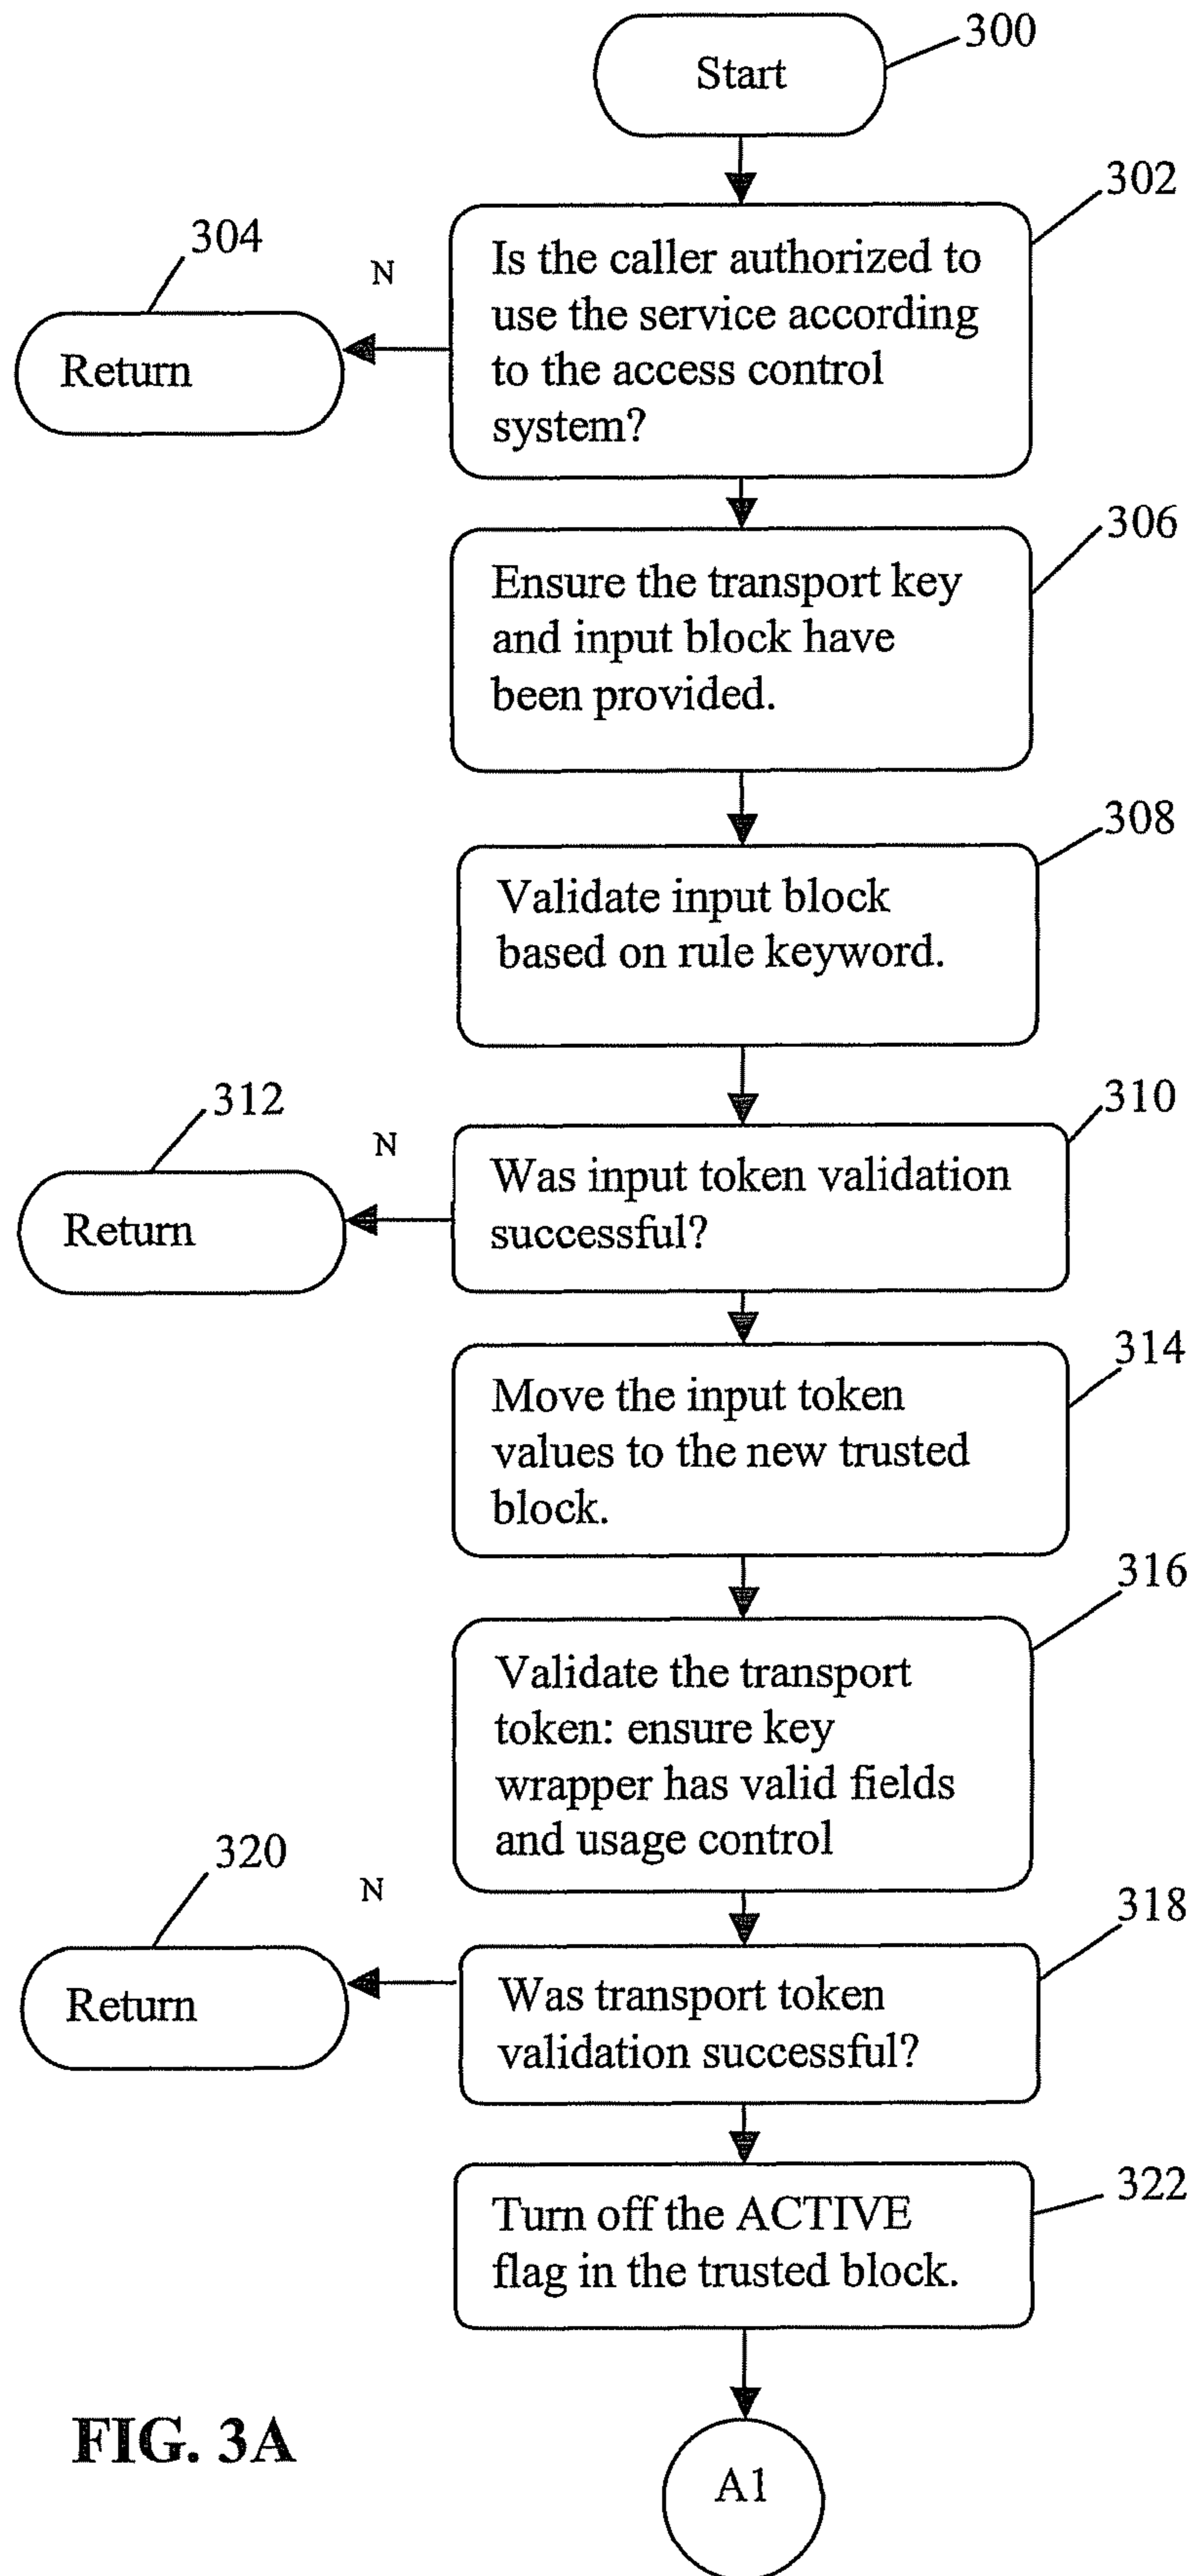 300
Start
302
304
N
Is the caller authorized to
use the service according
to the access control
system?
Return
306
Ensure the transport key
and input block have
been provided.
308
Validate input block
based on rule keyword.
310
312
N
Was input token validation
successful?
Return
314
Move the input token
values to the new trusted
block.
316
Validate the transport
token: ensure key
wrapper has valid fields
and usage control
320
N
318
Was transport token
validation successful?
Return
322
Turn off the ACTIVE
flag in the trusted block.
FIG. 3A
A1